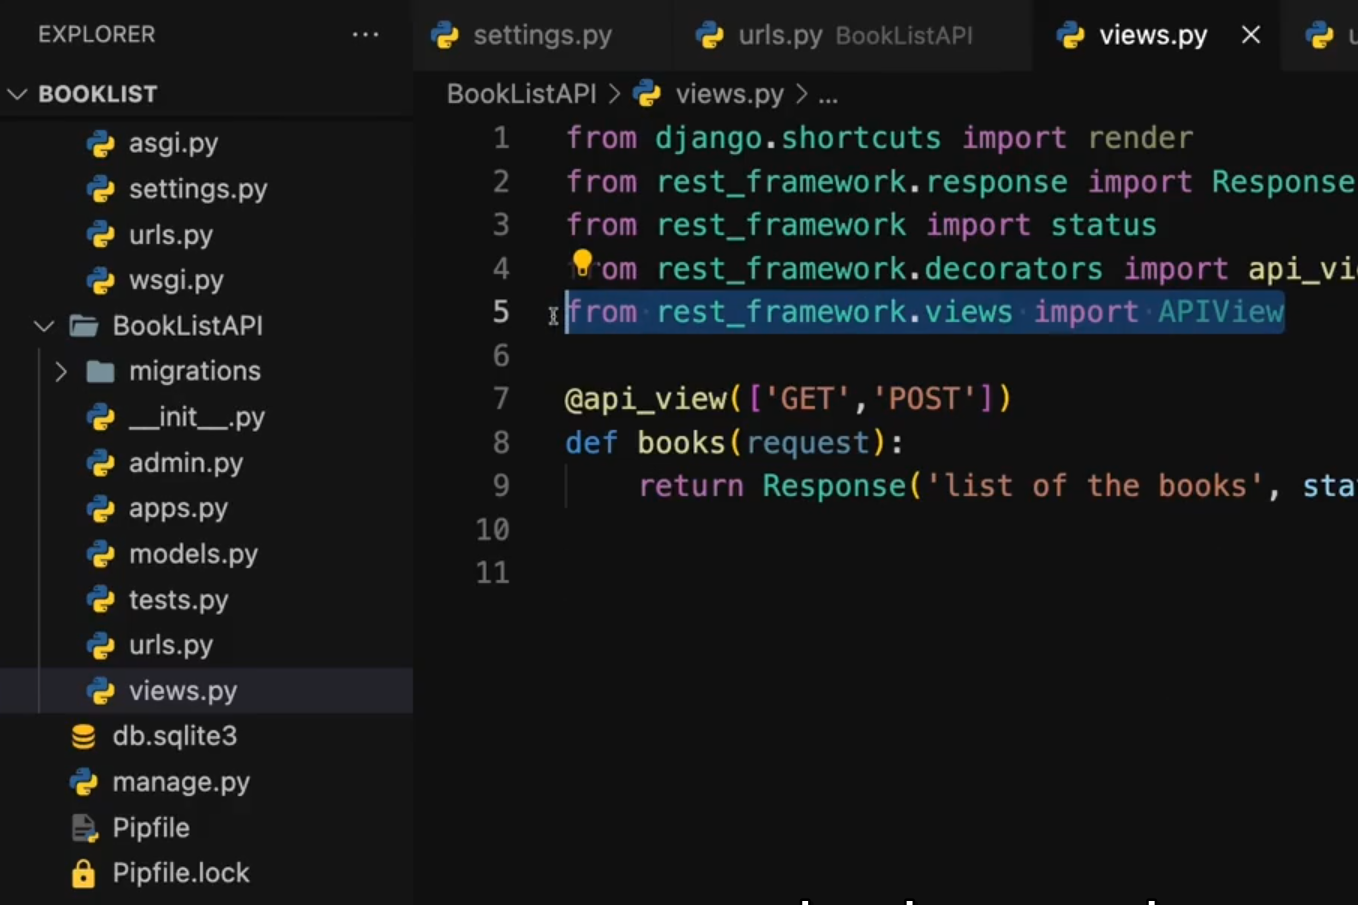 EXPLORER ...
settings.py urls.py BookListAPI views.py
BOOKLIST
BookListAPI > views.py > ...
asgi.py
settings.py
urls.py
wsgi.py
BookListAPI
migrations
__init__.py
admin.py
apps.py
models.py
tests.py
urls.py
views.py
db.sqlite3
manage.py
Pipfile
Pipfile.lock
1 from django.shortcuts import render
2 from rest_framework.response import Response
3 from rest_framework import status
4 from rest_framework.decorators import api_vi
5 from rest_framework.views import APIView
6
7 @api_view(['GET','POST'])
8 def books(request):
9 return Response('list of the books', sta
10
11